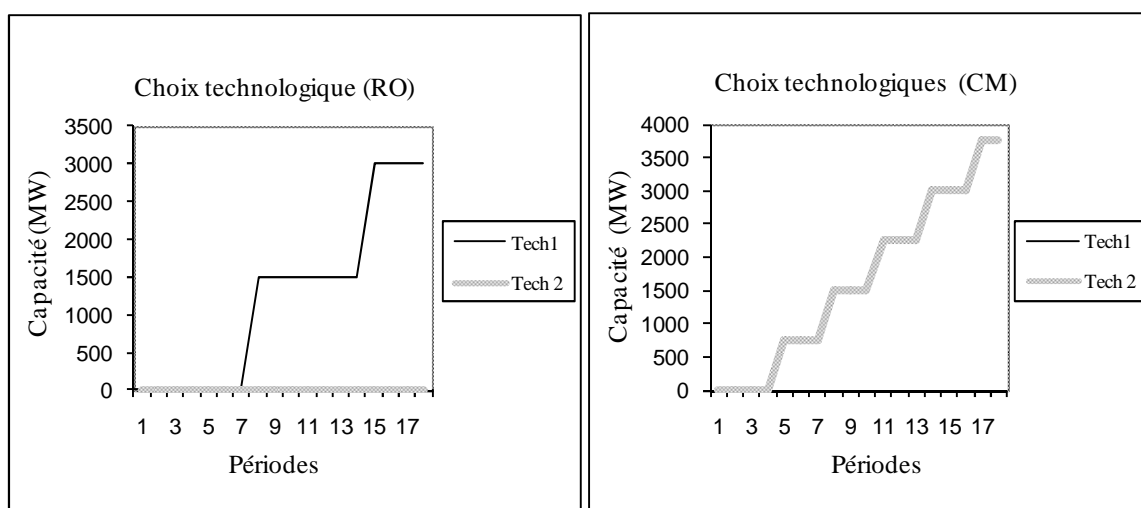 Choix technologique (RO)
3500
3000
2500
2000
1500
1000
500
0
Capacité (MW)
1 3 5 7 9 11 13 15 17
Périodes
Tech1
Tech 2
Choix technologiques (CM)
4000
3500
3000
2500
2000
1500
1000
500
0
Capacité (MW)
1 3 5 7 9 11 13 15 17
Périodes
Tech1
Tech 2